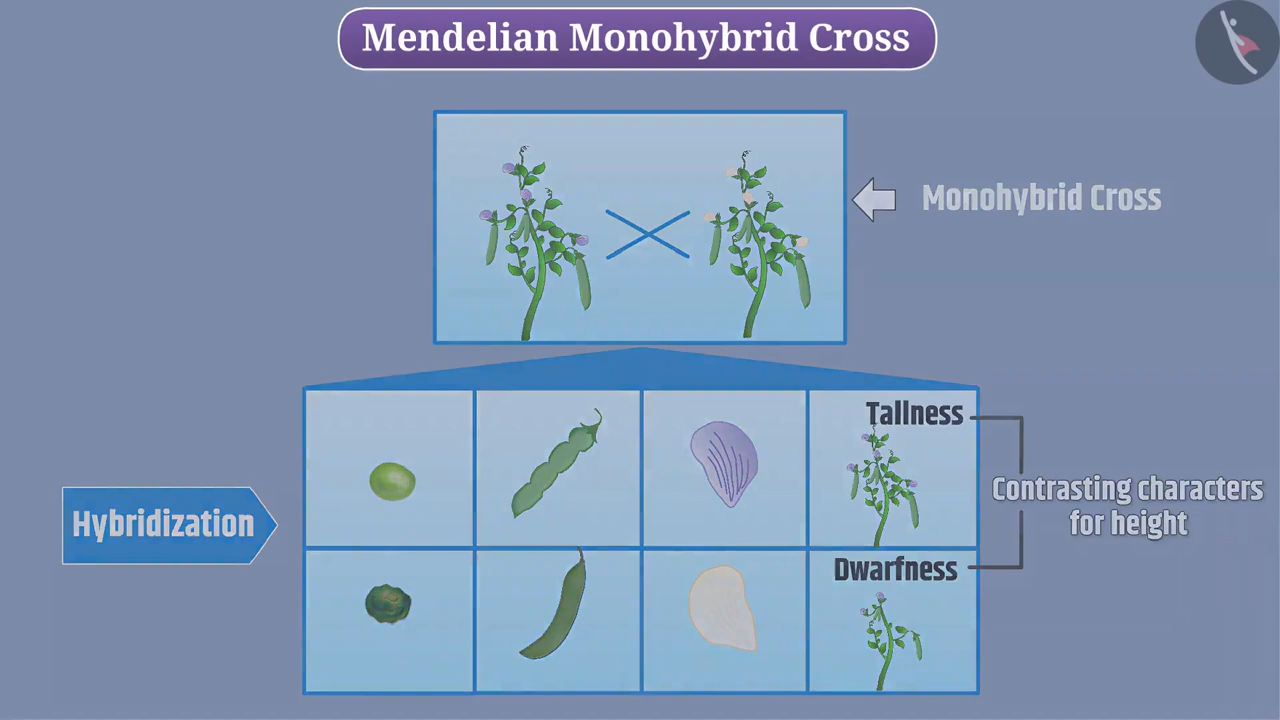 Mendelian Monohybrid Cross
Monohybrid Cross
Tallness
Contrasting characters
for height
Hybridization
Dwarfness